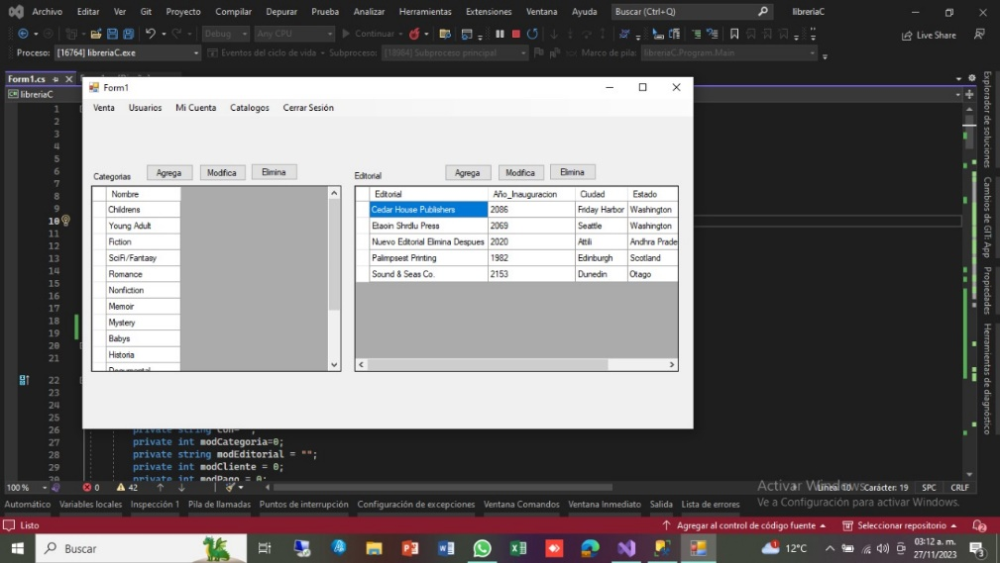 Archivo Editar Ver Git Proyecto Compilar Depurar Prueba Analizar Herramientas Extensiones Ventana Ayuda Buscar (Ctrl+Q) libreriaC
Debug Any CPU Continuar Live Share
Proceso: [16764] libreriaC.exe Eventos del ciclo de vida Subproceso: [18984] Subproceso principal Marco de pila: libreriaC.Program.Main
Form1.cs
libreriaC
Form1
Venta Usuarios Mi Cuenta Catalogos Cerrar Sesión
Categorias Agrega Modifica Elimina
Nombre
Childrens
Young Adult
Fiction
SciFi/Fantasy
Romance
Nonfiction
Memoir
Mystery
Babys
Historia
Documental
Editorial Agrega Modifica Elimina
Editorial Año_Inauguracion Ciudad Estado
Cedar House Publishers 2086 Friday Harbor Washington
Etaoin Shrdlu Press 2069 Seattle Washington
Nuevo Editorial Elimina Despues 2020 Attili Andhra Prade
Palimpsest Printing 1982 Edinburgh Scotland
Sound & Seas Co. 2153 Dunedin Otago
1
2
3
4
5
6
7
8
9
10
11
12
13
14
15
16
17
18
19
20
21
22
23
24
25
26 private string con= "";
27 private int modCategoria=0;
28 private string modEditorial = "";
29 private int modCliente = 0;
30 private int modPago = 0;
Explorador de soluciones
Cambios de GIT: App
Propiedades
Herramientas de diagnóstico
100 % 0 42 Línea: 10 Carácter: 19 SPC CRLF
Activar Windows
Ve a Configuración para activar Windows.
Automático Variables locales Inspección 1 Pila de llamadas Puntos de interrupción Configuración de excepciones Ventana Comandos Ventana Inmediato Salida Lista de errores
Listo Agregar al control de código fuente Seleccionar repositorio
Buscar 12°C 03:12 a. m.
27/11/2023